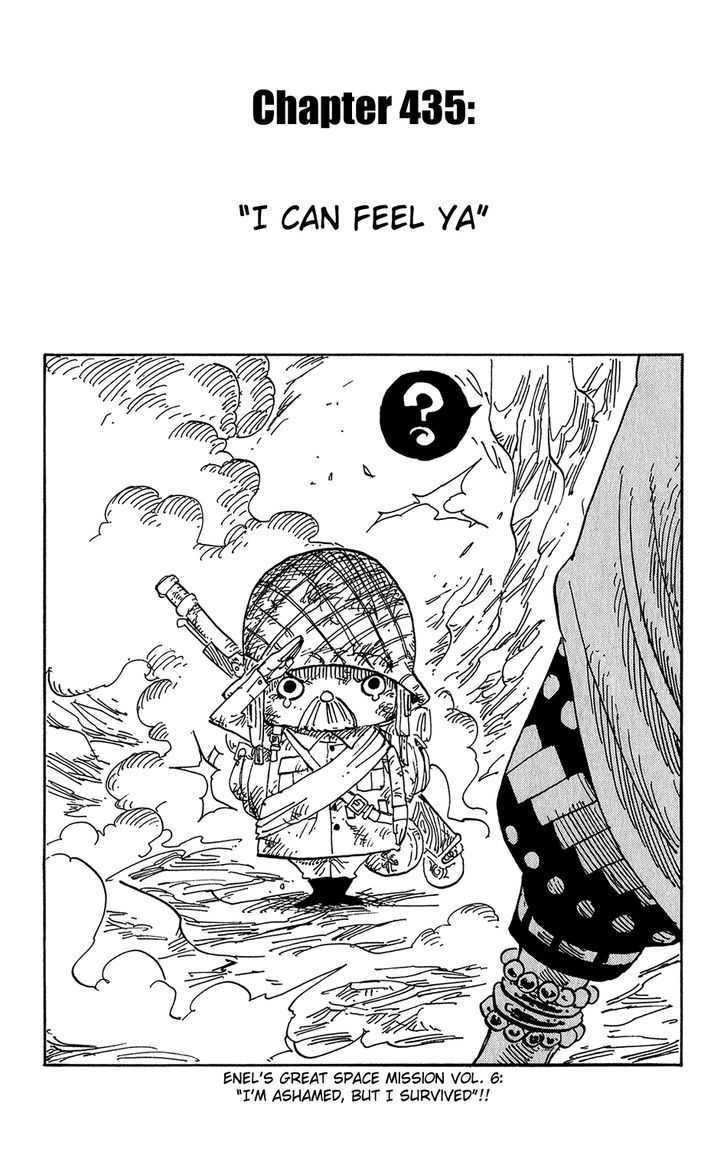 Chapter 435:
"I CAN FEEL YA"
?
ENEL'S GREAT SPACE MISSION VOL. 6:
"I'M ASHAMED, BUT I SURVIVED"!!